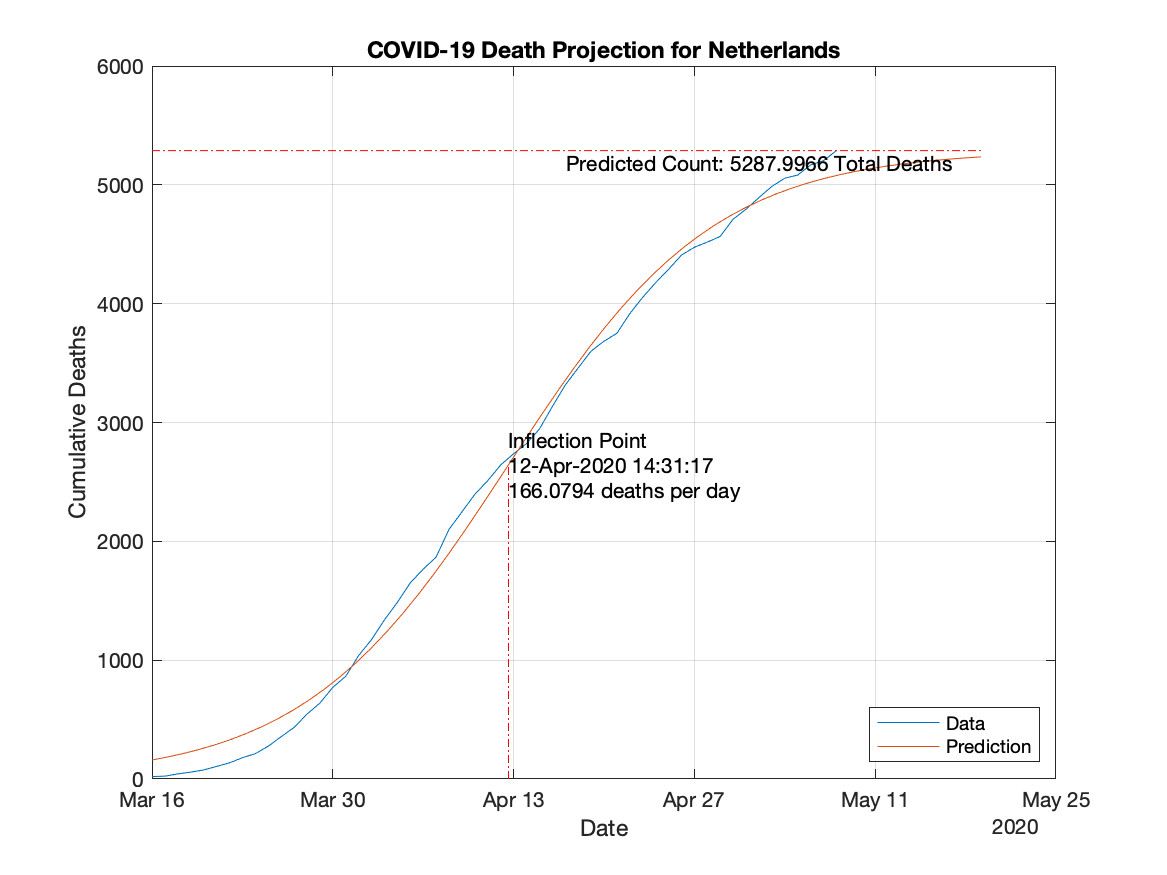 COVID-19 Death Projection for Netherlands
6000
5000
4000
3000
2000
1000
0
Cumulative Deaths
Predicted Count: 5287.9966 Total Deaths
Inflection Point
12-Apr-2020 14:31:17
166.0794 deaths per day
Data
Prediction
Mar 16 Mar 30 Apr 13 Apr 27 May 11 May 25
Date
2020